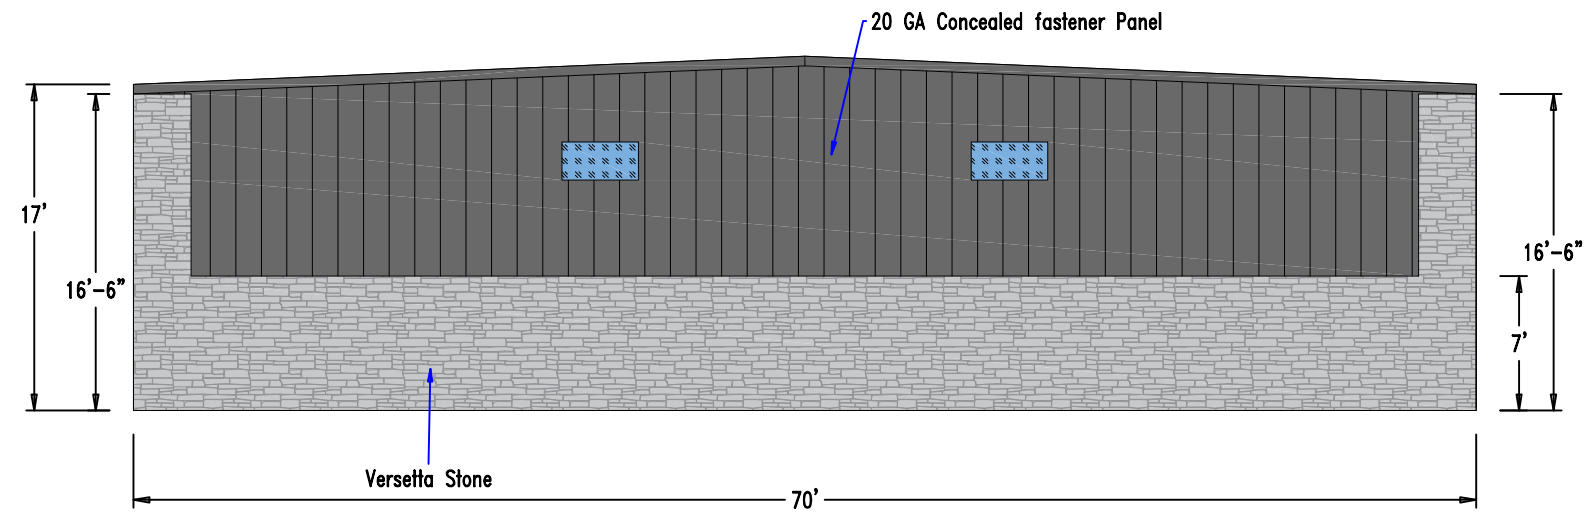 20 GA Concealed fastener Panel
17'
16'-6"
16'-6"
7'
Versetta Stone
70'